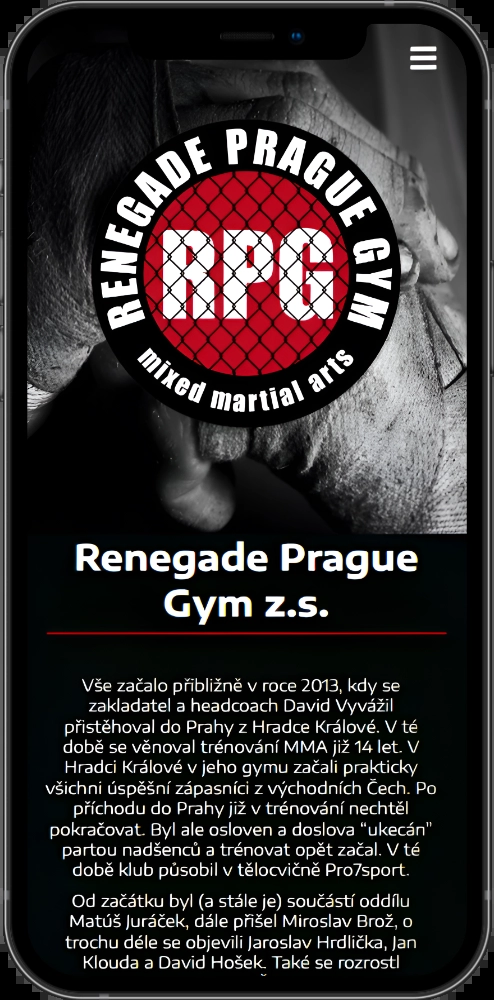 RENEGADE PRAGUE GYM
RPG
mixed martial arts
Renegade Prague
Gym z.s.
Vše začalo přibližně v roce 2013, kdy se
zakladatel a headcoach David Vyvážil
přistěhoval do Prahy z Hradce Králové. V té
době se věnoval trénování MMA již 14 let. V
Hradci Králové v jeho gymu začali prakticky
všichni úspěšní zápasníci z východních Čech. Po
příchodu do Prahy již v trénování nechtěl
pokračovat. Byl ale osloven a doslova “ukecán”
partou nadšenců a trénovat opět začal. V té
době klub působil v tělocvičně Pro7sport.
Od začátku byl (a stále je) součástí oddílu
Matúš Juráček, dále přišel Miroslav Brož, o
trochu déle se objevili Jaroslav Hrdlička, Jan
Klouda a David Hošek. Také se rozrostl